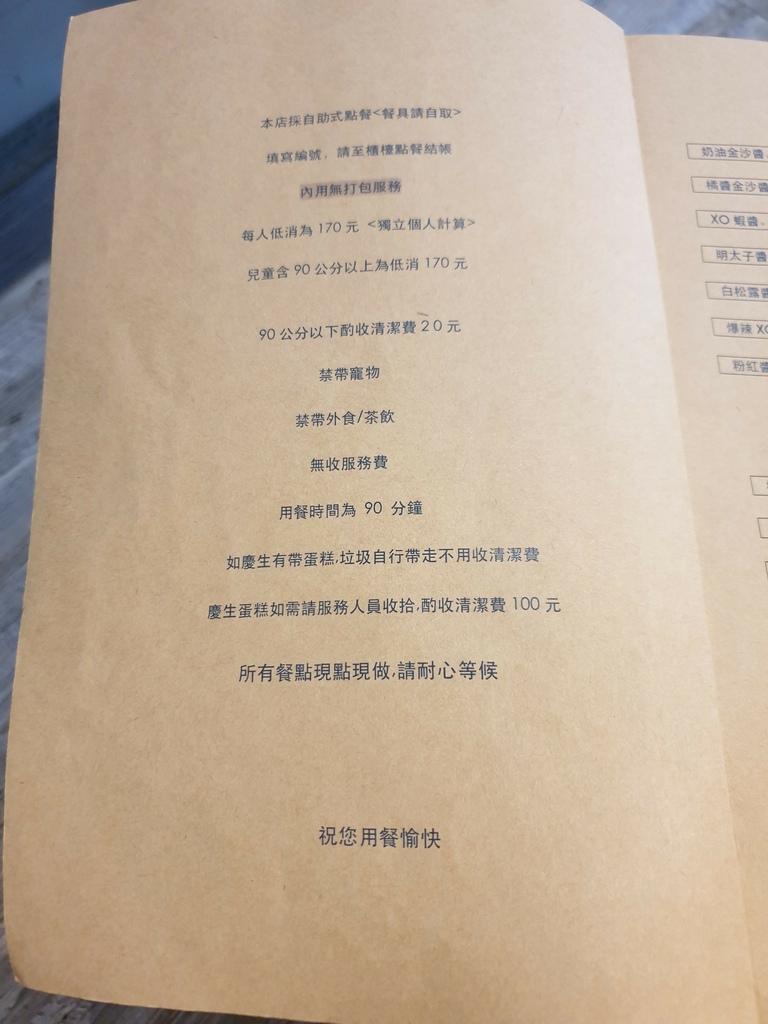 本店採自助式點餐<餐具請自取>
填寫編號，請至櫃檯點餐結帳
內用無打包服務
每人低消為 170 元 <獨立個人計算>
兒童含 90 公分以上為低消 170 元
90 公分以下酌收清潔費 20 元
禁帶寵物
禁帶外食/茶飲
無收服務費
用餐時間為 90 分鐘
如慶生有帶蛋糕,垃圾自行帶走不用收清潔費
慶生蛋糕如需請服務人員收拾,酌收清潔費 100 元
所有餐點現點現做,請耐心等候
祝您用餐愉快
奶油金沙醬
橘醬金沙醬
XO 蝦醬
明太子醬
白松露醬
爆辣 XO
粉紅醬